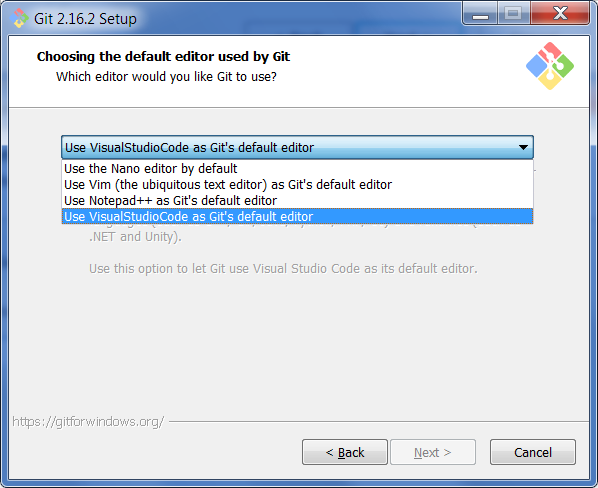 Git 2.16.2 Setup
Choosing the default editor used by Git
Which editor would you like Git to use?
Use VisualStudioCode as Git's default editor
Use the Nano editor by default
Use Vim (the ubiquitous text editor) as Git's default editor
Use Notepad++ as Git's default editor
Use VisualStudioCode as Git's default editor
.NET and Unity).
Use this option to let Git use Visual Studio Code as its default editor.
https://gitforwindows.org/
< Back
Next >
Cancel